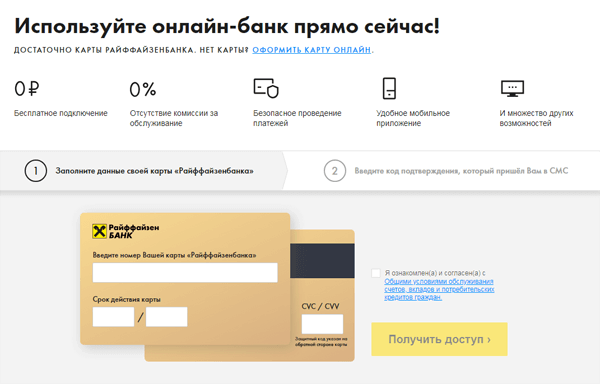 Используйте онлайн-банк прямо сейчас!
ДОСТАТОЧНО КАРТЫ РАЙФФАЙЗЕНБАНКА. НЕТ КАРТЫ? ОФОРМИТЬ КАРТУ ОНЛАЙН.
0 ₽
0%
Бесплатное подключение
Отсутствие комиссии за
обслуживание
Безопасное проведение
платежей
Удобное мобильное
приложение
И множество других
возможностей
1 Заполните данные своей карты «Райффайзенбанка»
2 Введите код подтверждения, который пришёл Вам в СМС
Райффайзен
БАНК
Введите номер Вашей карты «Райффайзенбанка»
Срок действия карты
/
CVC / CVV
Защитный код указан на
обратной стороне карты
Я ознакомлен(а) и согласен(а) с
Общими условиями обслуживания
счетов, вкладов и потребительских
кредитов граждан.
Получить доступ ›